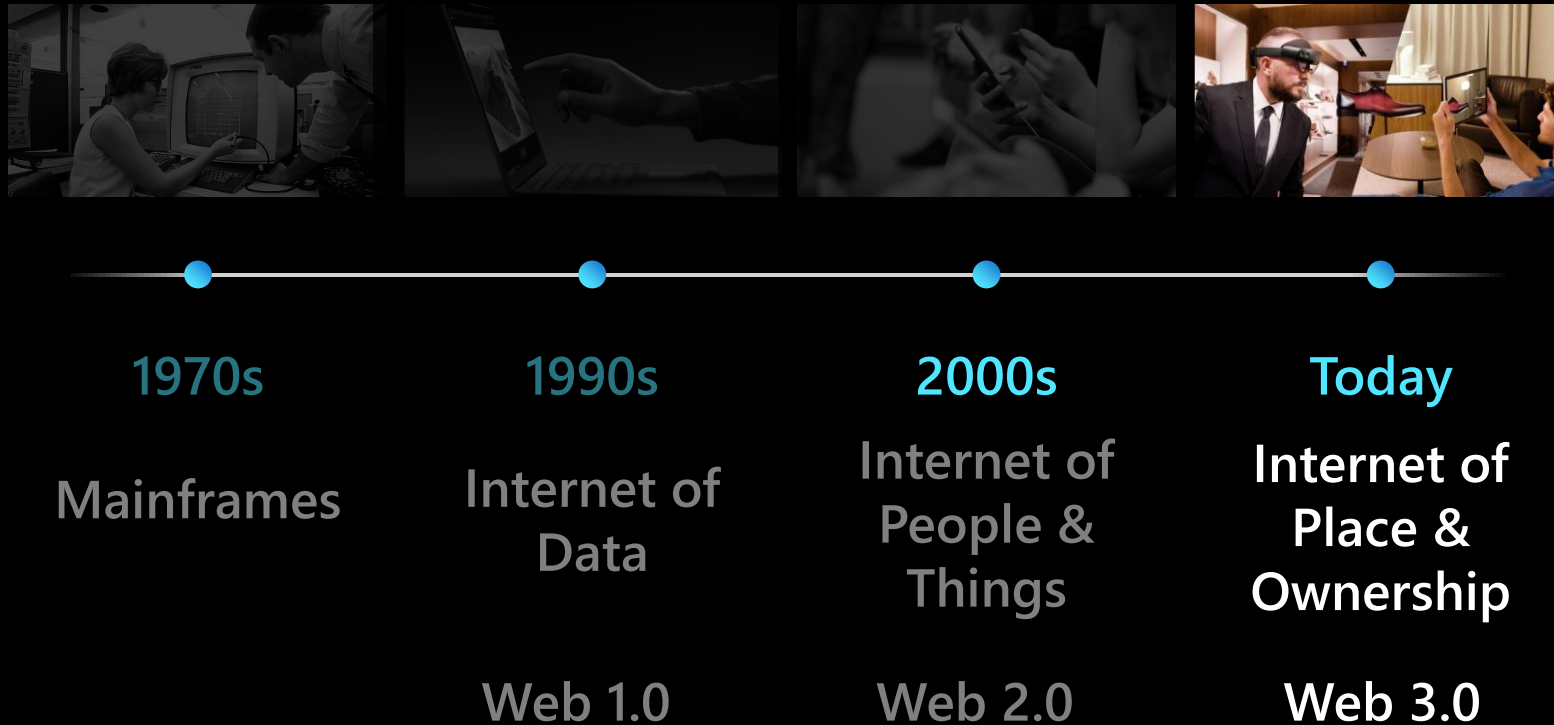 1970s
Mainframes
1990s
Internet of
Data
Web 1.0
2000s
Internet of
People &
Things
Web 2.0
Today
Internet of
Place &
Ownership
Web 3.0